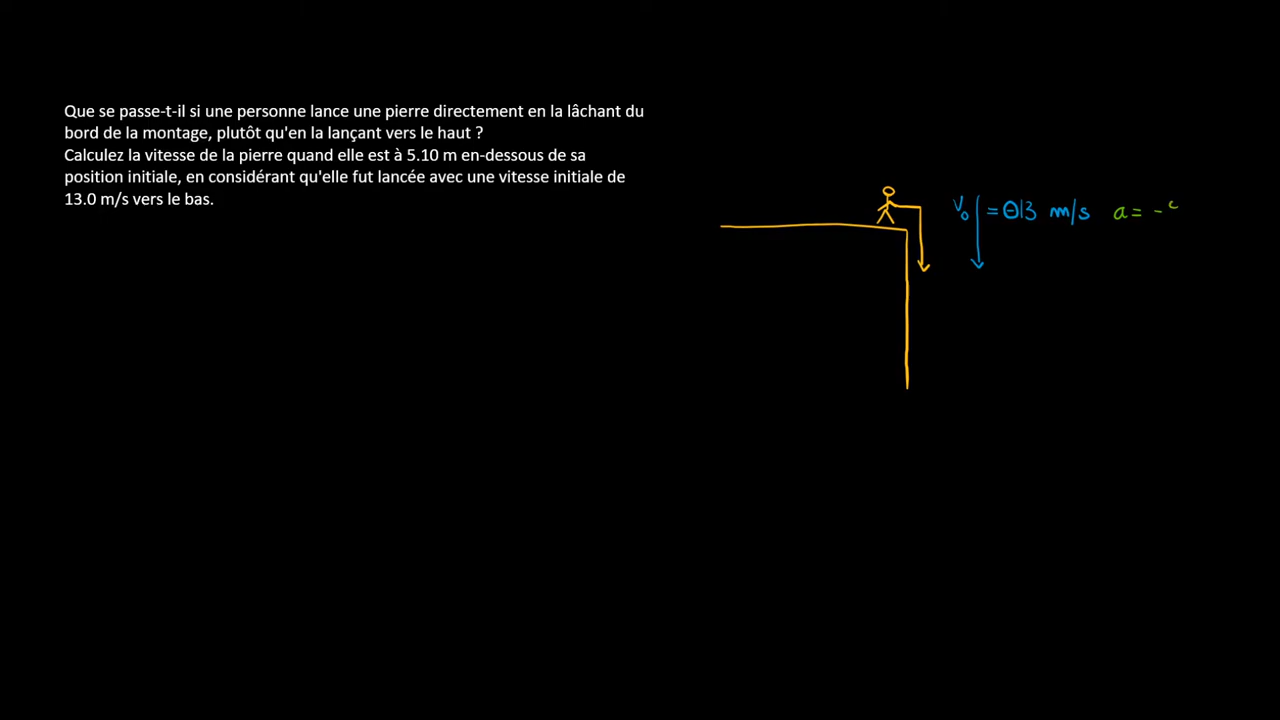 Que se passe-t-il si une personne lance une pierre directement en la lâchant du
bord de la montage, plutôt qu'en la lançant vers le haut ?
Calculez la vitesse de la pierre quand elle est à 5.10 m en-dessous de sa
position initiale, en considérant qu'elle fut lancée avec une vitesse initiale de
13.0 m/s vers le bas.
V₀ = -13 m/s a = -